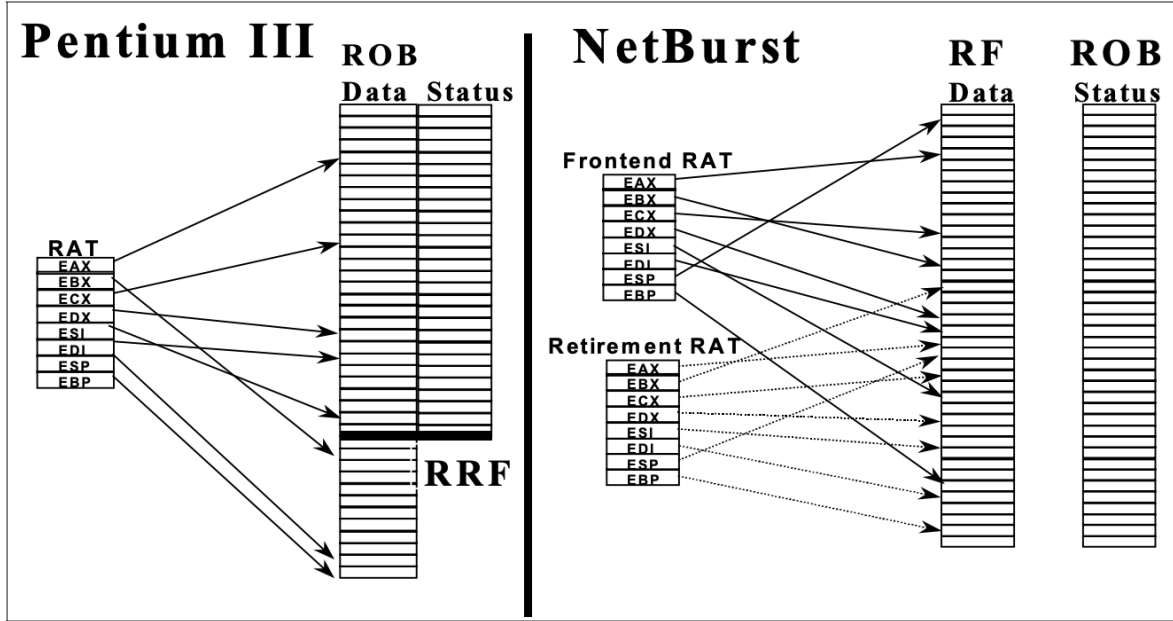 Pentium III
ROB
Data Status
RAT
EAX
EBX
ECX
EDX
ESI
EDI
ESP
EBP
RRF
NetBurst
RF
Data
ROB
Status
Frontend RAT
EAX
EBX
ECX
EDX
ESI
EDI
ESP
EBP
Retirement RAT
EAX
EBX
ECX
EDX
ESI
EDI
ESP
EBP